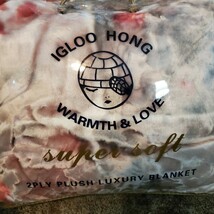 IGLOO HONG
WARMTH & LOVE
super soft
2PLY PLUSH LUXURY BLANKET